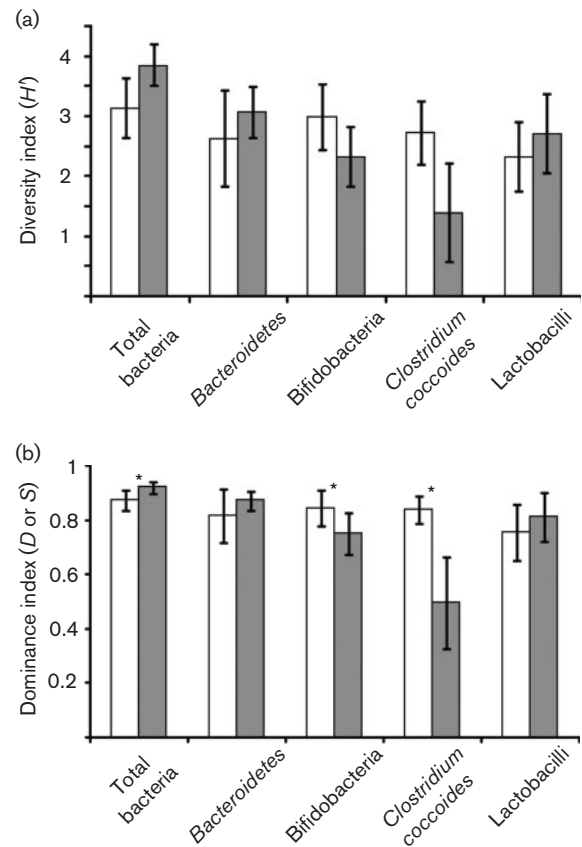 (a)
Diversity index (H′)
4
3
2
1
Total
bacteria
Bacteroidetes
Bifidobacteria
Clostridium
coccoides
Lactobacilli
(b)
Dominance index (D or S)
1
0.8
0.6
0.4
0.2
*
*
*
Total
bacteria
Bacteroidetes
Bifidobacteria
Clostridium
coccoides
Lactobacilli